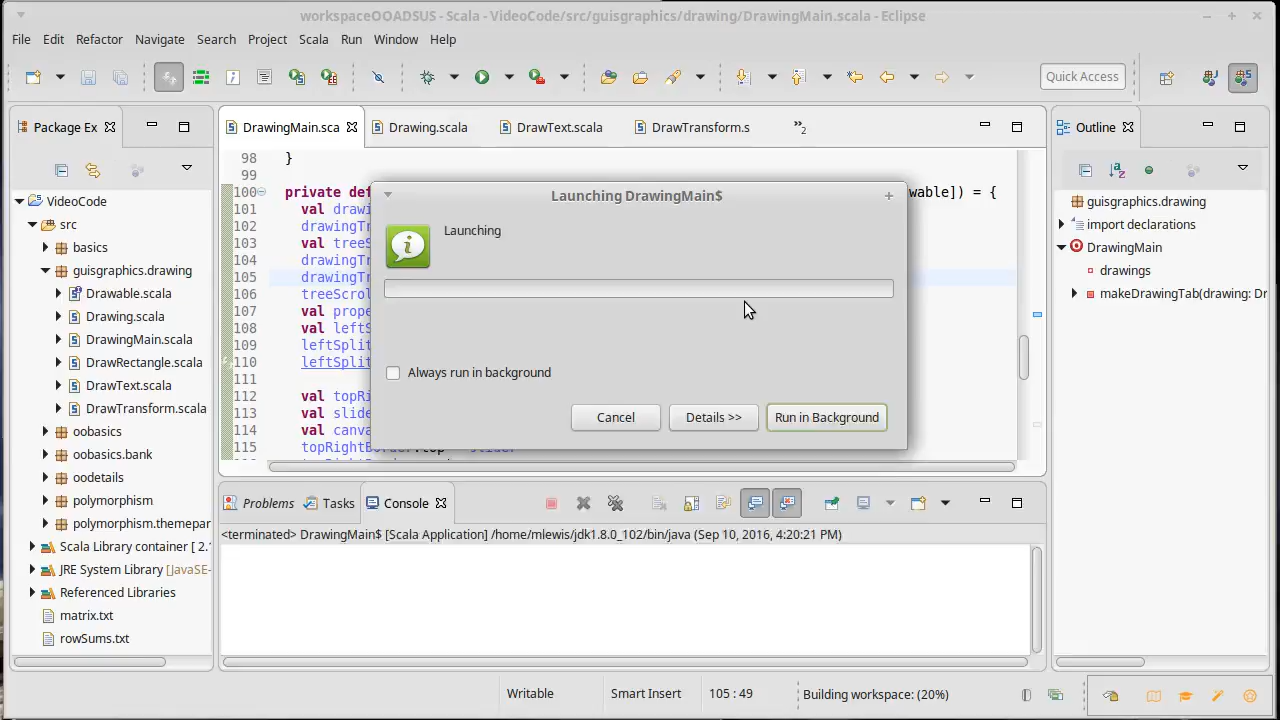 workspaceOOADSUS - Scala - VideoCode/src/guisgraphics/drawing/DrawingMain.scala - Eclipse
File Edit Refactor Navigate Search Project Scala Run Window Help
Quick Access
Package Ex
DrawingMain.sca
Drawing.scala
DrawText.scala
DrawTransform.s
»2
Outline
VideoCode
src
basics
guisgraphics.drawing
Drawable.scala
Drawing.scala
DrawingMain.scala
DrawRectangle.scala
DrawText.scala
DrawTransform.scala
oobasics
oobasics.bank
oodetails
polymorphism
polymorphism.themepar
Scala Library container [ 2.
JRE System Library [JavaSE-
Referenced Libraries
matrix.txt
rowSums.txt
98 }
99
100 private def wable]) = {
101 val drawi
102 drawingTr
103 val treeS
104 drawingTr
105 drawingTr
106 treeScrol
107 val prope
108 val leftS
109 leftSplit
110 leftSplit
111
112 val topRi
113 val slide
114 val canva
115
Launching DrawingMain$
Launching
Always run in background
Cancel Details >> Run in Background
guisgraphics.drawing
import declarations
DrawingMain
drawings
makeDrawingTab(drawing: Dr
Problems Tasks Console
<terminated> DrawingMain$ [Scala Application] /home/mlewis/jdk1.8.0_102/bin/java (Sep 10, 2016, 4:20:21 PM)
Writable Smart Insert 105 : 49 Building workspace: (20%)